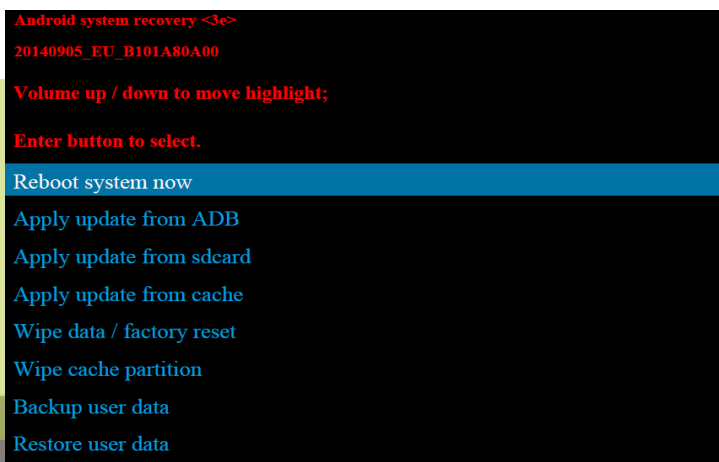 Android system recovery <3e>
20140905_EU_B101A80A00
Volume up / down to move highlight;
Enter button to select.
Reboot system now
Apply update from ADB
Apply update from sdcard
Apply update from cache
Wipe data / factory reset
Wipe cache partition
Backup user data
Restore user data